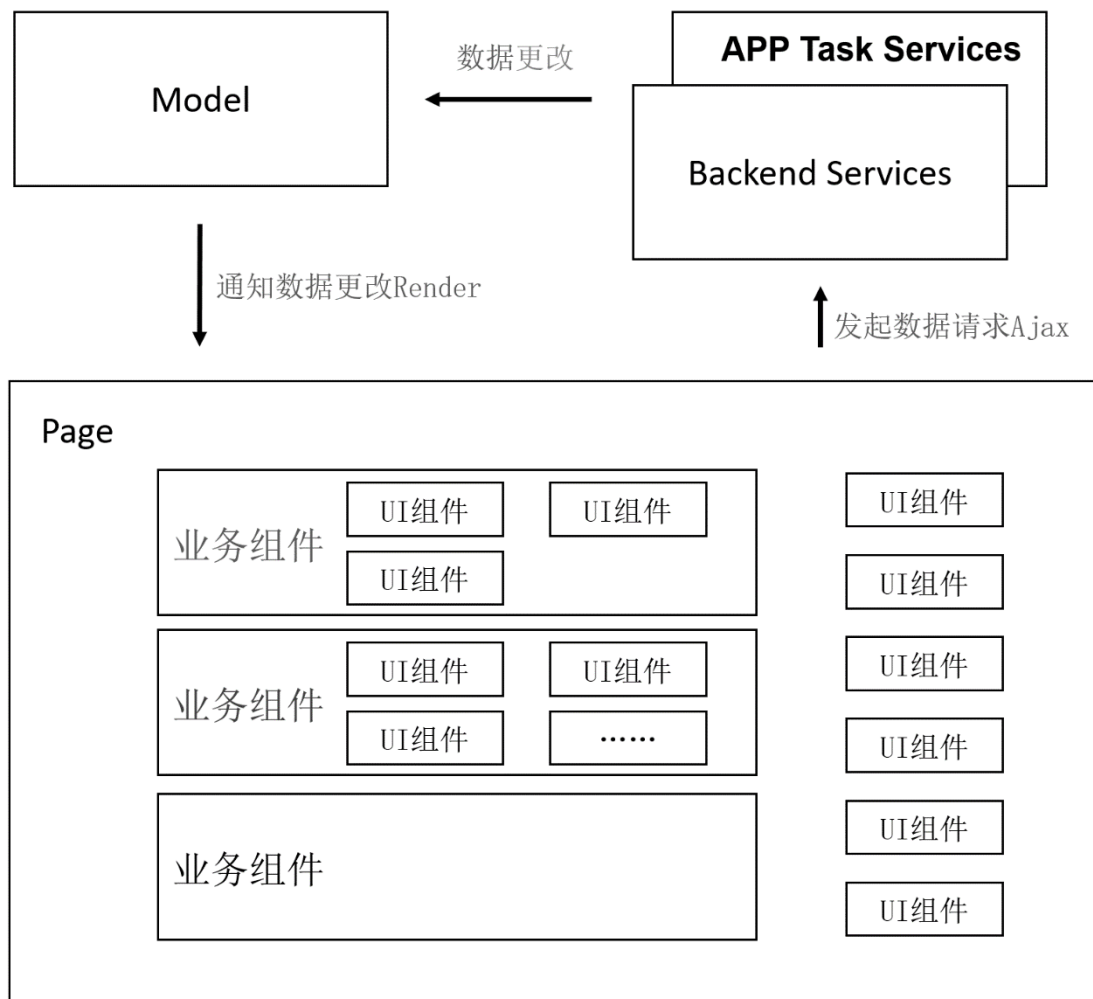 数据更改
APP Task Services
Model
Backend Services
通知数据更改Render
发起数据请求Ajax
Page
业务组件
UI组件
UI组件
UI组件
业务组件
UI组件
UI组件
UI组件
……
业务组件
UI组件
UI组件
UI组件
UI组件
UI组件
UI组件